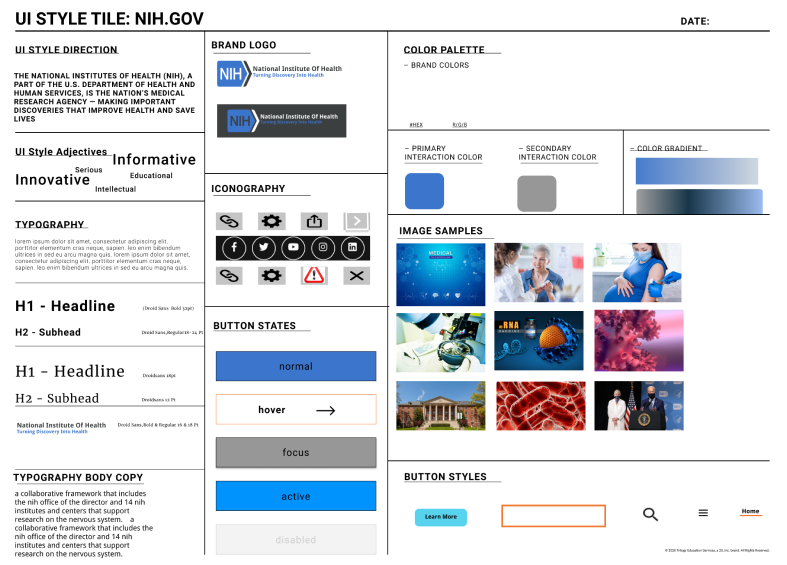 UI STYLE TILE: NIH.GOV
DATE:
UI STYLE DIRECTION
THE NATIONAL INSTITUTES OF HEALTH (NIH), A
PART OF THE U.S. DEPARTMENT OF HEALTH AND
HUMAN SERVICES, IS THE NATION'S MEDICAL
RESEARCH AGENCY — MAKING IMPORTANT
DISCOVERIES THAT IMPROVE HEALTH AND SAVE
LIVES
UI Style Adjectives
Informative
Serious
Innovative
Educational
Intellectual
TYPOGRAPHY
lorem ipsum dolor sit amet, consectetur adipiscing elit.
porttitor elementum cras neque, sapien. leo enim bibendum
ultrices in sed eu arcu magna quis. lorem ipsum dolor sit amet,
consectetur adipiscing elit. porttitor elementum cras neque,
sapien. leo enim bibendum ultrices in sed eu arcu magna quis.
H1 - Headline
(Droid Sans Bold 32pt)
H2 - Subhead
Droid Sans,Regular18- 24 Pt
H1 - Headline
Droidsans 18pt
H2 - Subhead
Droidsans 12 Pt
National Institute Of Health
Turning Discovery Into Health
Droid Sans,Bold & Regular 16 & 18 Pt
TYPOGRAPHY BODY COPY
a collaborative framework that includes
the nih office of the director and 14 nih
institutes and centers that support
research on the nervous system. a
collaborative framework that includes the
nih office of the director and 14 nih
institutes and centers that support
research on the nervous system.
BRAND LOGO
NIH
National Institute Of Health
Turning Discovery Into Health
NIH
National Institute Of Health
Turning Discovery Into Health
ICONOGRAPHY
BUTTON STATES
normal
hover
focus
active
disabled
COLOR PALETTE
– BRAND COLORS
#HEX
R/G/B
– PRIMARY
INTERACTION COLOR
– SECONDARY
INTERACTION COLOR
– COLOR GRADIENT
IMAGE SAMPLES
MEDICAL
mRNA
BUTTON STYLES
Learn More
Home
© 2020 Trilogy Education Services, a 2U, Inc. brand. All Rights Reserved.